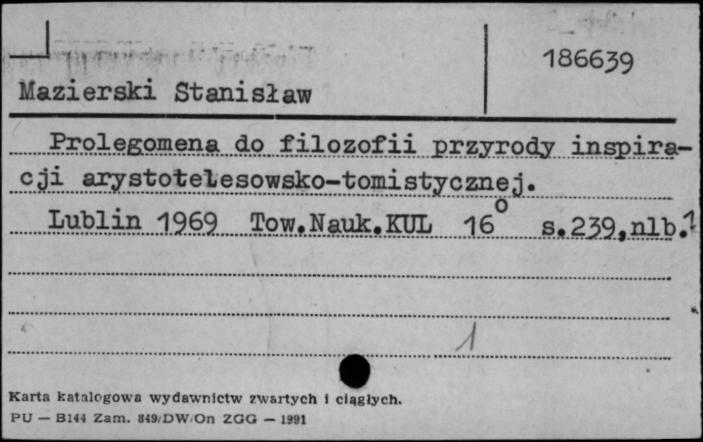 186639
Mazierski Stanisław
Prolegomena do filozofii przyrody inspira-
cji arystotelesowsko-tomistycznej.
Lublin 1969 Tow.Nauk.KUL 16° s.239,nlb.1
1
Karta katalogowa wydawnictw zwartych i ciągłych.
PU — B144 Zam. 849/DW/On ZGG — 1991